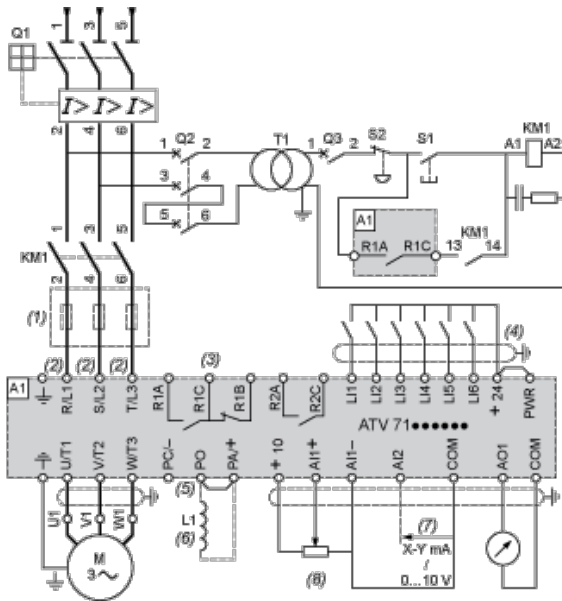 1 3 5
Q1
I> I> I>
2 4 6
1 Q2 2 T1 1 Q3 2 S2 S1 A1 KM1 A2
3 4
5 6
A1
R1A R1C 13 KM1 14
1 3 5
KM1
2 4 6
(1)
(2) (2) (2) (3) (4)
A1
R/L1 S/L2 T/L3 R1A R1C R1B R2A R2C LI1 LI2 LI3 LI4 LI5 LI6 + 24 PWR
ATV 71••••••
U/T1 V/T2 W/T3 PC/- PO PA/+ + 10 AI1+ AI1- AI2 COM AO1 COM
(5)
U1 V1 W1
L1
(6)
(7)
X-Y mA
/
0...10 V
(8)
M
3~